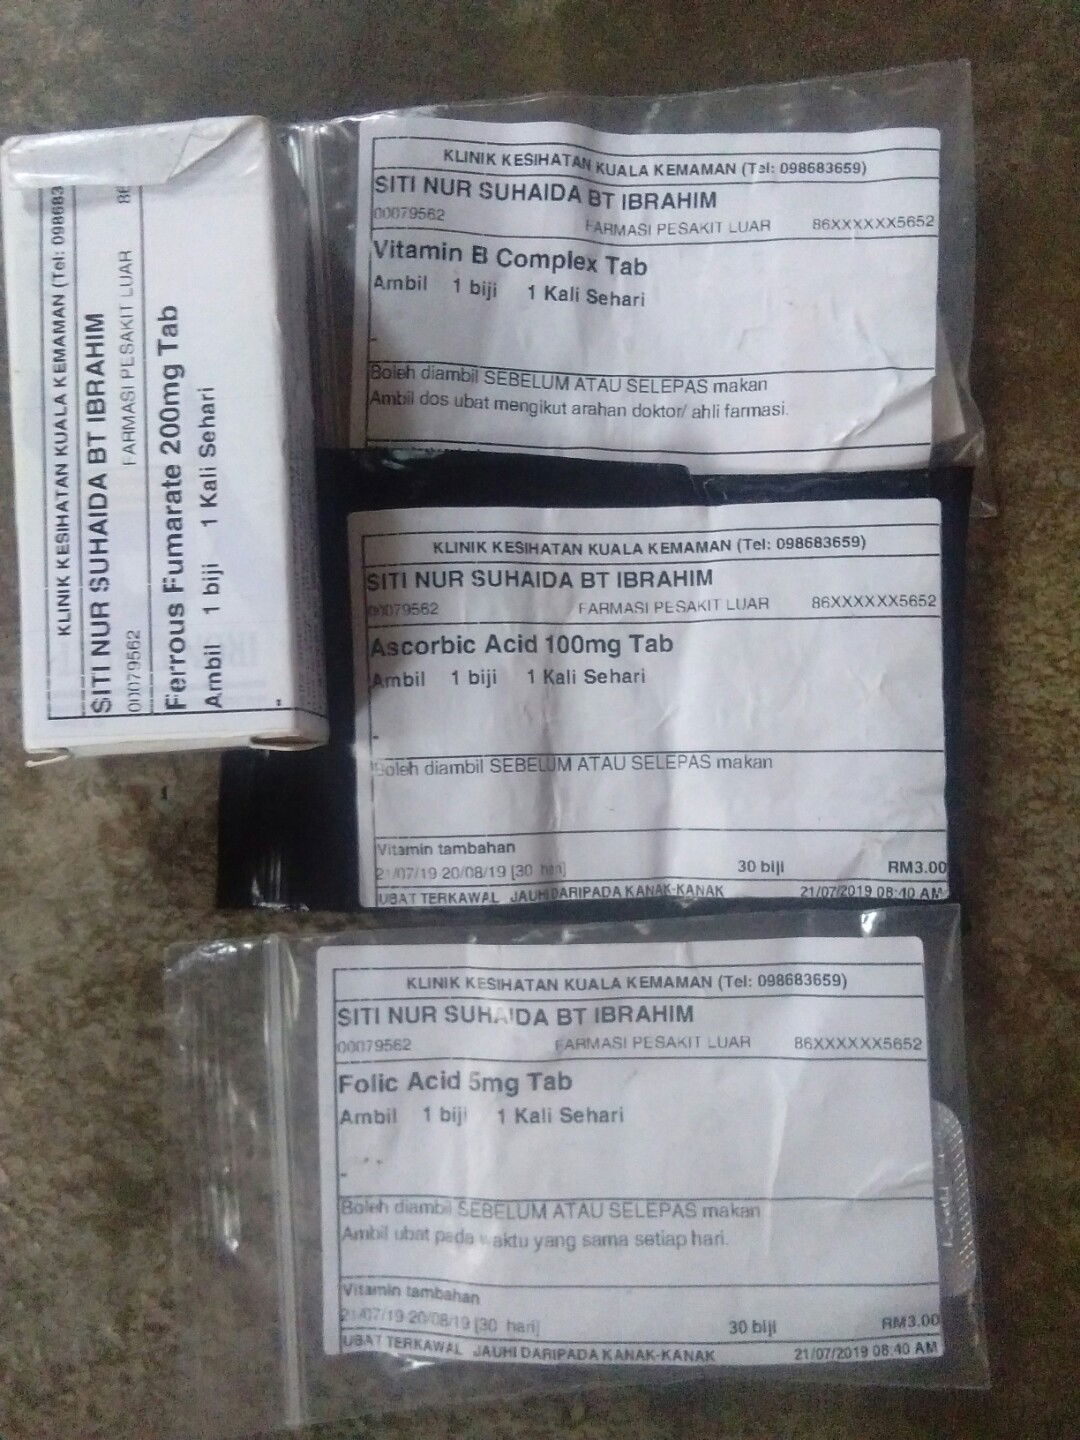 KLINIK KESIHATAN KUALA KEMAMAN (Tel: 098683
SITI NUR SUHAIDA BT IBRAHIM
00079562 FARMASI PESAKIT LUAR 86
Ferrous Fumarate 200mg Tab
Ambil 1 biji 1 Kali Sehari
-
KLINIK KESIHATAN KUALA KEMAMAN (Tel: 098683659)
SITI NUR SUHAIDA BT IBRAHIM
00079562 FARMASI PESAKIT LUAR 86XXXXXX5652
Vitamin B Complex Tab
Ambil 1 biji 1 Kali Sehari
-
Boleh diambil SEBELUM ATAU SELEPAS makan
Ambil dos ubat mengikut arahan doktor/ ahli farmasi.
KLINIK KESIHATAN KUALA KEMAMAN (Tel: 098683659)
SITI NUR SUHAIDA BT IBRAHIM
00079562 FARMASI PESAKIT LUAR 86XXXXXX5652
Ascorbic Acid 100mg Tab
Ambil 1 biji 1 Kali Sehari
-
Boleh diambil SEBELUM ATAU SELEPAS makan
Vitamin tambahan
21/07/19 20/08/19 [30 hari] 30 biji RM3.00
UBAT TERKAWAL JAUHI DARIPADA KANAK-KANAK 21/07/2019 08:40 AM
KLINIK KESIHATAN KUALA KEMAMAN (Tel: 098683659)
SITI NUR SUHAIDA BT IBRAHIM
00079562 FARMASI PESAKIT LUAR 86XXXXXX5652
Folic Acid 5mg Tab
Ambil 1 biji 1 Kali Sehari
-
Boleh diambil SEBELUM ATAU SELEPAS makan
Ambil ubat pada waktu yang sama setiap hari.
Vitamin tambahan
21/07/19 20/08/19 [30 hari] 30 biji RM3.00
UBAT TERKAWAL JAUHI DARIPADA KANAK-KANAK 21/07/2019 08:40 AM